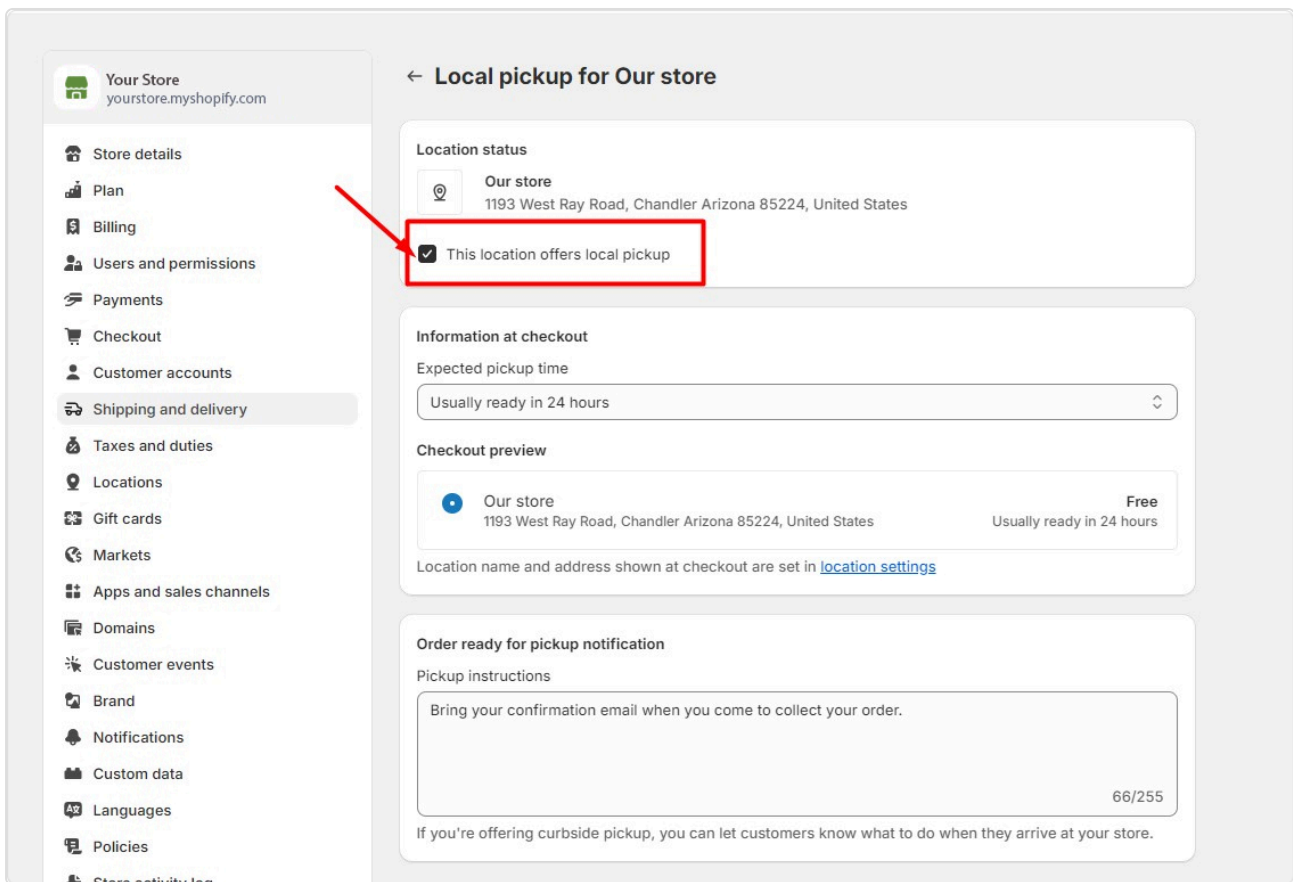 Your Store
yourstore.myshopify.com
Store details
Plan
Billing
Users and permissions
Payments
Checkout
Customer accounts
Shipping and delivery
Taxes and duties
Locations
Gift cards
Markets
Apps and sales channels
Domains
Customer events
Brand
Notifications
Custom data
Languages
Policies
Store activity log
← Local pickup for Our store
Location status
Our store
1193 West Ray Road, Chandler Arizona 85224, United States
This location offers local pickup
Information at checkout
Expected pickup time
Usually ready in 24 hours
Checkout preview
Our store Free
1193 West Ray Road, Chandler Arizona 85224, United States Usually ready in 24 hours
Location name and address shown at checkout are set in location settings
Order ready for pickup notification
Pickup instructions
Bring your confirmation email when you come to collect your order.
66/255
If you're offering curbside pickup, you can let customers know what to do when they arrive at your store.